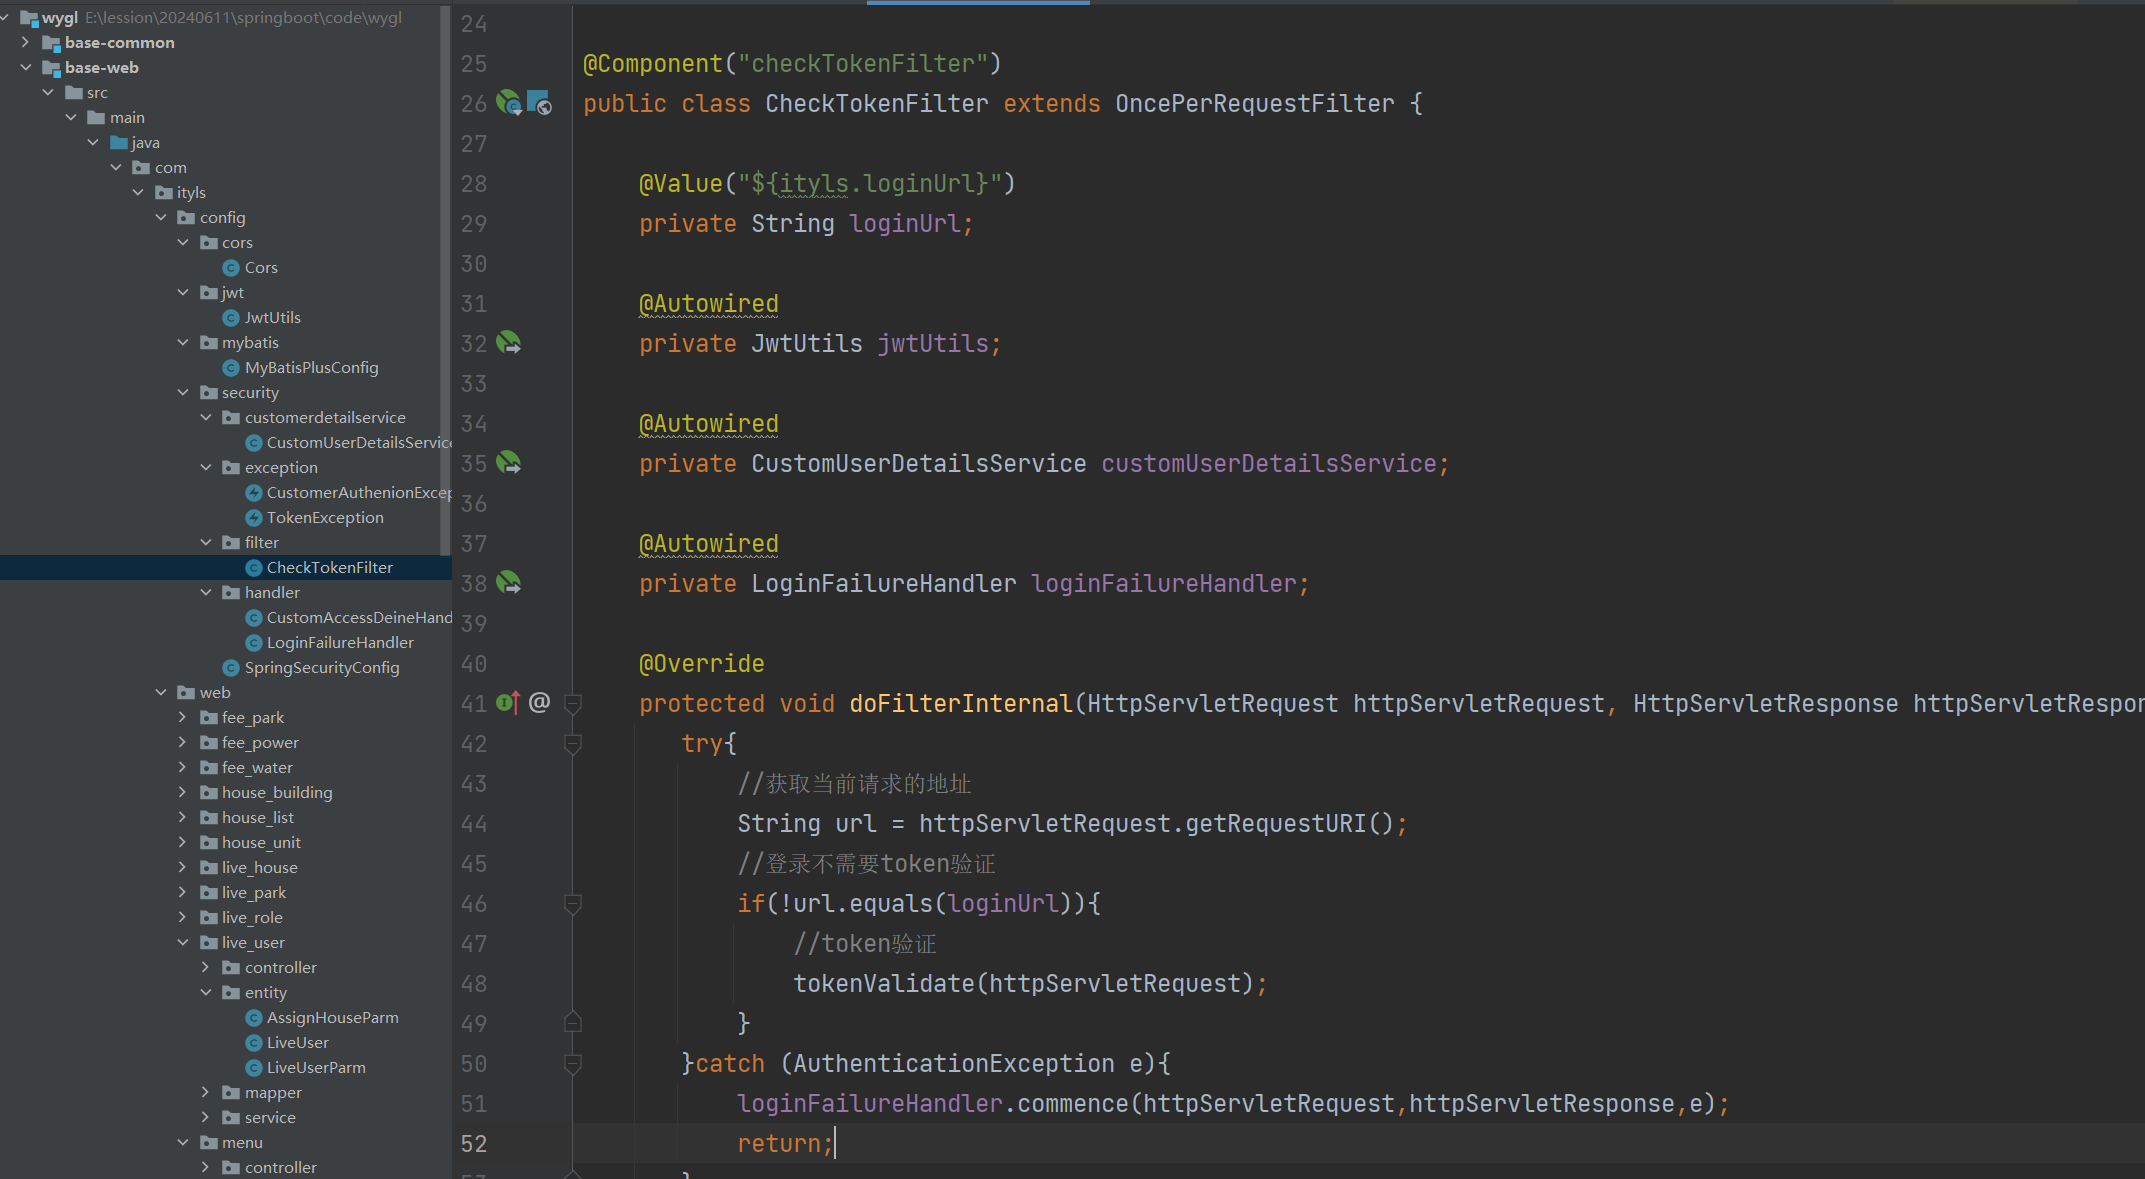 wygl E:\lession\20240611\springboot\code\wygl
base-common
base-web
src
main
java
com
ityls
config
cors
Cors
jwt
JwtUtils
mybatis
MyBatisPlusConfig
security
customerdetailservice
CustomUserDetailsService
exception
CustomerAuthenionExcep
TokenException
filter
CheckTokenFilter
handler
CustomAccessDeineHand
LoginFailureHandler
SpringSecurityConfig
web
fee_park
fee_power
fee_water
house_building
house_list
house_unit
live_house
live_park
live_role
live_user
controller
entity
AssignHouseParm
LiveUser
LiveUserParm
mapper
service
menu
controller
24
25 @Component("checkTokenFilter")
26 public class CheckTokenFilter extends OncePerRequestFilter {
27
28 @Value("${ityls.loginUrl}")
29 private String loginUrl;
30
31 @Autowired
32 private JwtUtils jwtUtils;
33
34 @Autowired
35 private CustomUserDetailsService customUserDetailsService;
36
37 @Autowired
38 private LoginFailureHandler loginFailureHandler;
39
40 @Override
41 protected void doFilterInternal(HttpServletRequest httpServletRequest, HttpServletResponse httpServletRespon
42 try{
43 //获取当前请求的地址
44 String url = httpServletRequest.getRequestURI();
45 //登录不需要token验证
46 if(!url.equals(loginUrl)){
47 //token验证
48 tokenValidate(httpServletRequest);
49 }
50 }catch (AuthenticationException e){
51 loginFailureHandler.commence(httpServletRequest,httpServletResponse,e);
52 return;